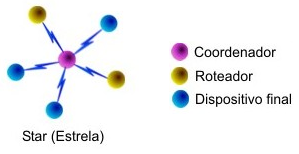 Coordenador
Roteador
Dispositivo final
Star (Estrela)